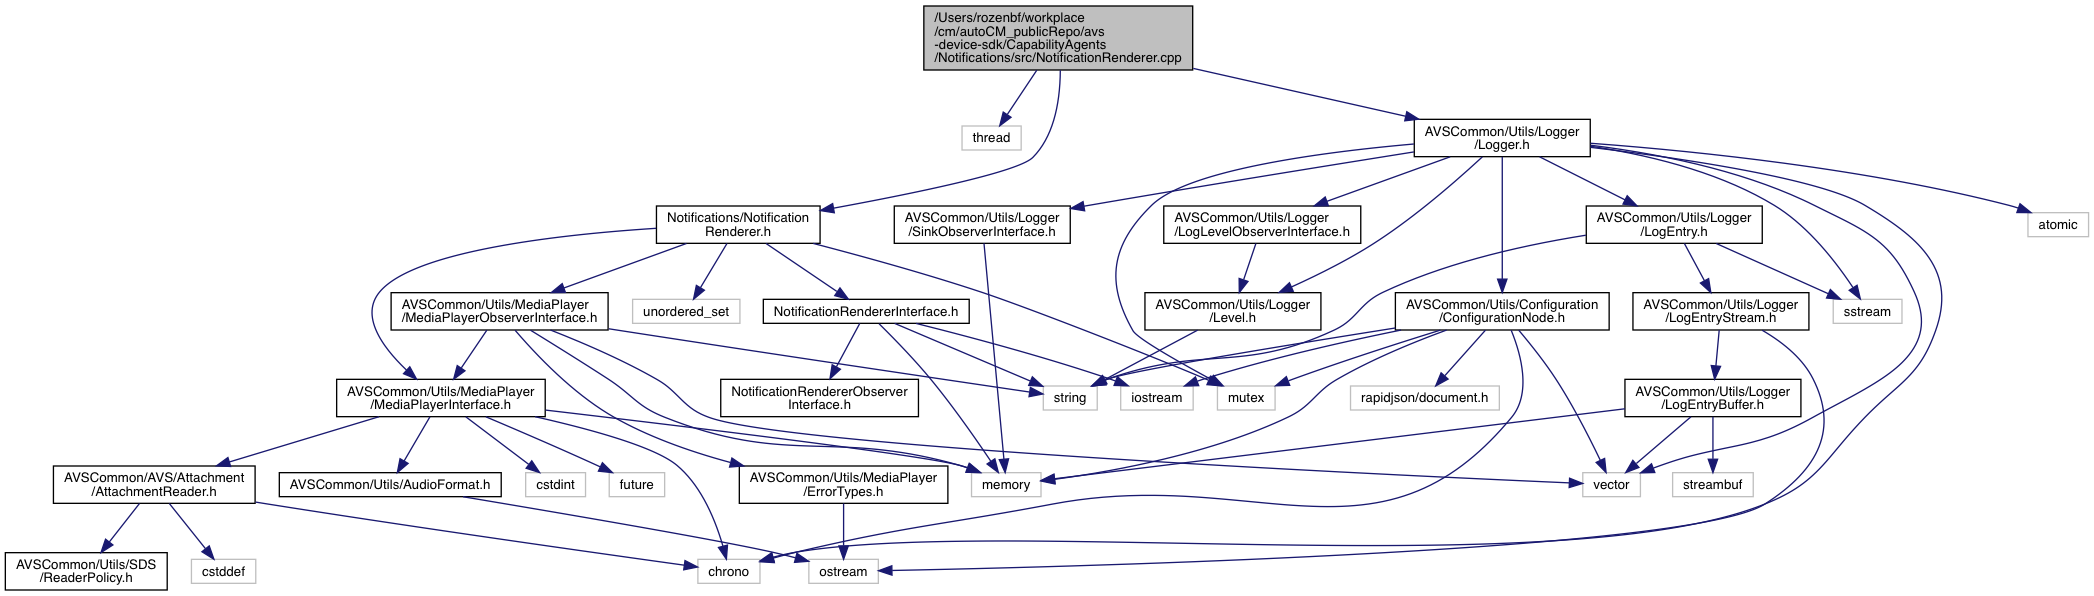 /Users/rozenbf/workplace
/cm/autoCM_publicRepo/avs
-device-sdk/CapabilityAgents
/Notifications/src/NotificationRenderer.cpp
thread
AVSCommon/Utils/Logger
/Logger.h
Notifications/Notification
Renderer.h
AVSCommon/Utils/Logger
/SinkObserverInterface.h
AVSCommon/Utils/Logger
/LogLevelObserverInterface.h
AVSCommon/Utils/Logger
/LogEntry.h
atomic
AVSCommon/Utils/MediaPlayer
/MediaPlayerObserverInterface.h
unordered_set
NotificationRendererInterface.h
AVSCommon/Utils/Logger
/Level.h
AVSCommon/Utils/Configuration
/ConfigurationNode.h
AVSCommon/Utils/Logger
/LogEntryStream.h
sstream
AVSCommon/Utils/MediaPlayer
/MediaPlayerInterface.h
NotificationRendererObserver
Interface.h
string
iostream
mutex
rapidjson/document.h
AVSCommon/Utils/Logger
/LogEntryBuffer.h
AVSCommon/AVS/Attachment
/AttachmentReader.h
AVSCommon/Utils/AudioFormat.h
cstdint
future
AVSCommon/Utils/MediaPlayer
/ErrorTypes.h
memory
vector
streambuf
AVSCommon/Utils/SDS
/ReaderPolicy.h
cstddef
chrono
ostream